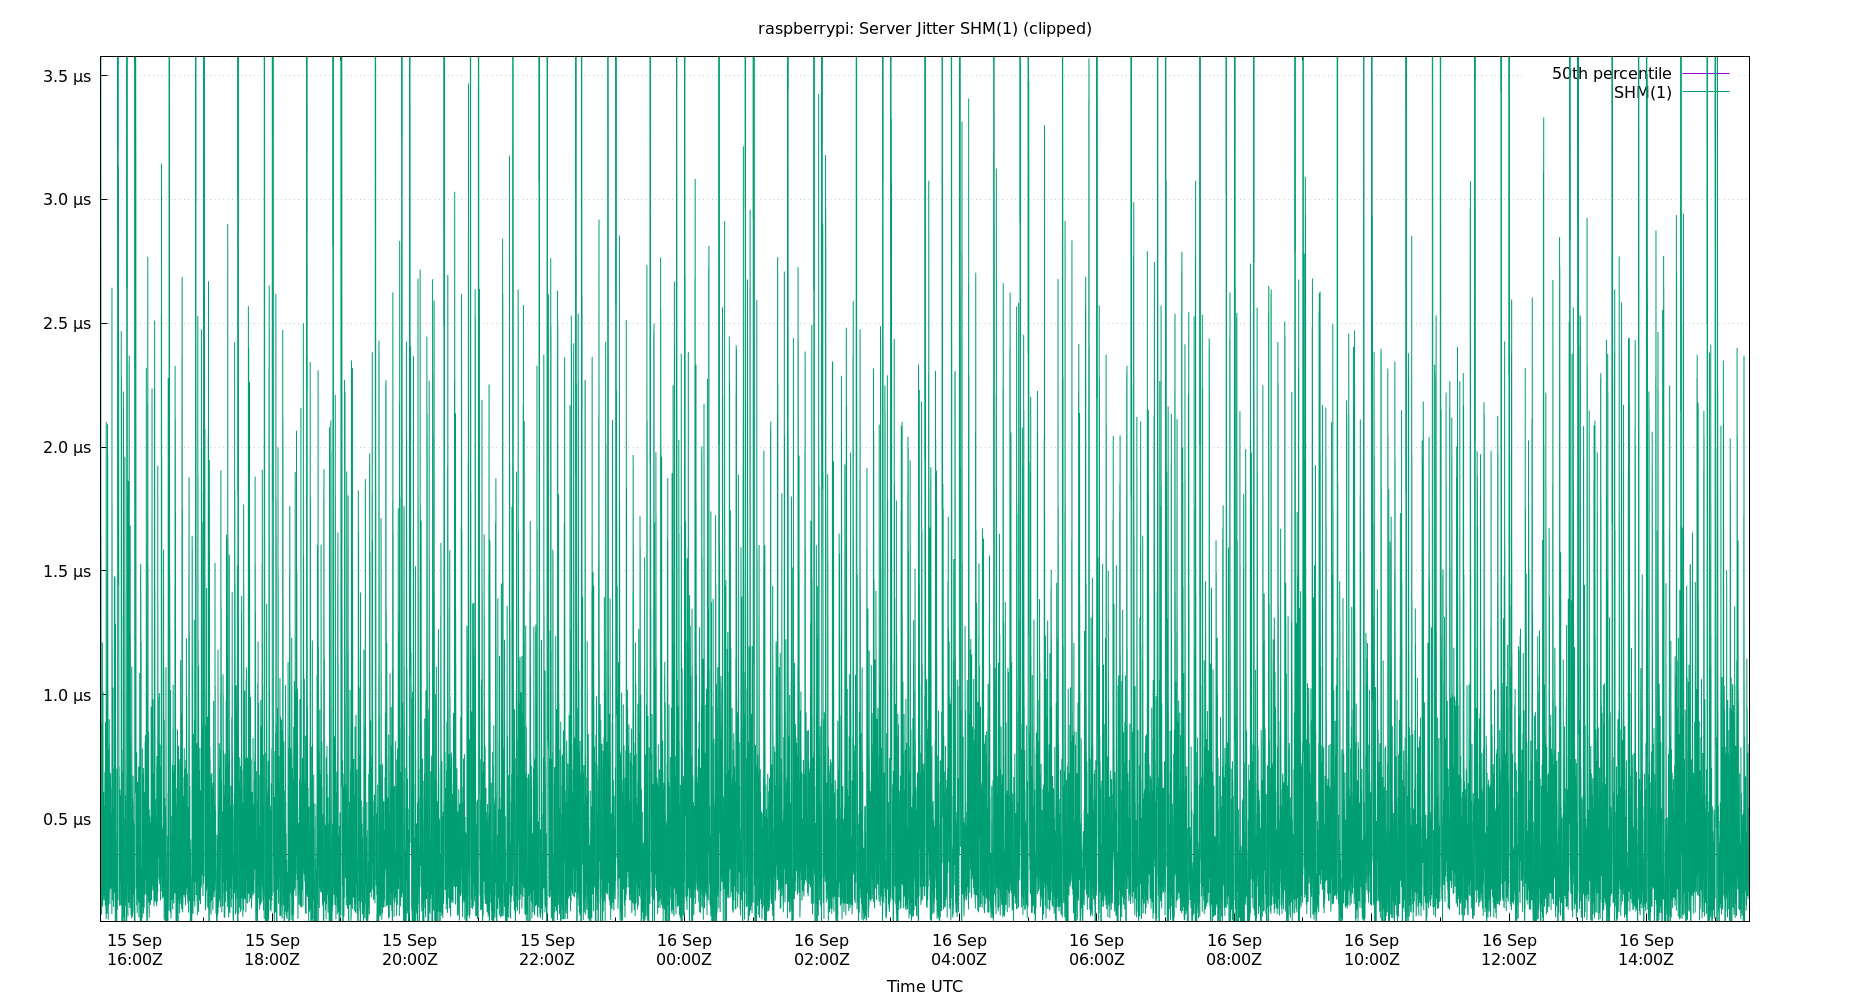 raspberrypi: Server Jitter SHM(1) (clipped)
3.5 µs
3.0 µs
2.5 µs
2.0 µs
1.5 µs
1.0 µs
0.5 µs
50th percentile
SHM(1)
15 Sep 15 Sep 15 Sep 15 Sep 16 Sep 16 Sep 16 Sep 16 Sep 16 Sep 16 Sep 16 Sep 16 Sep
16:00Z 18:00Z 20:00Z 22:00Z 00:00Z 02:00Z 04:00Z 06:00Z 08:00Z 10:00Z 12:00Z 14:00Z
Time UTC